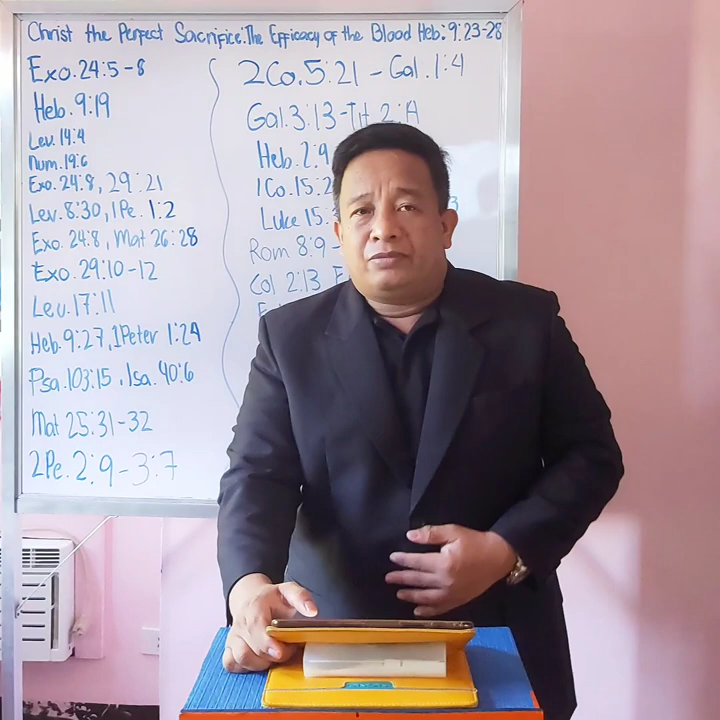 Christ the Perfect Sacrifice: The Efficacy of the Blood Heb: 9:23-28
Exo. 24:5-8
Heb. 9:19
Lev. 14:4
Num. 19:6
Exo. 24:8, 29:21
Lev. 8:30, 1Pe. 1:2
Exo. 24:8, Mat 26:28
Exo. 29:10-12
Lev. 17:11
Heb. 9:27, 1Peter 1:24
Psa. 103:15, Isa. 40:6
Mat 25:31-32
2Pe. 2:9-3:7
2Co. 5:21 - Gal. 1:4
Gal. 3:13 - Tit 2:
Heb. 2:9
1Co. 15:
Luke 15:
Rom 8:9 -
Col 2:13